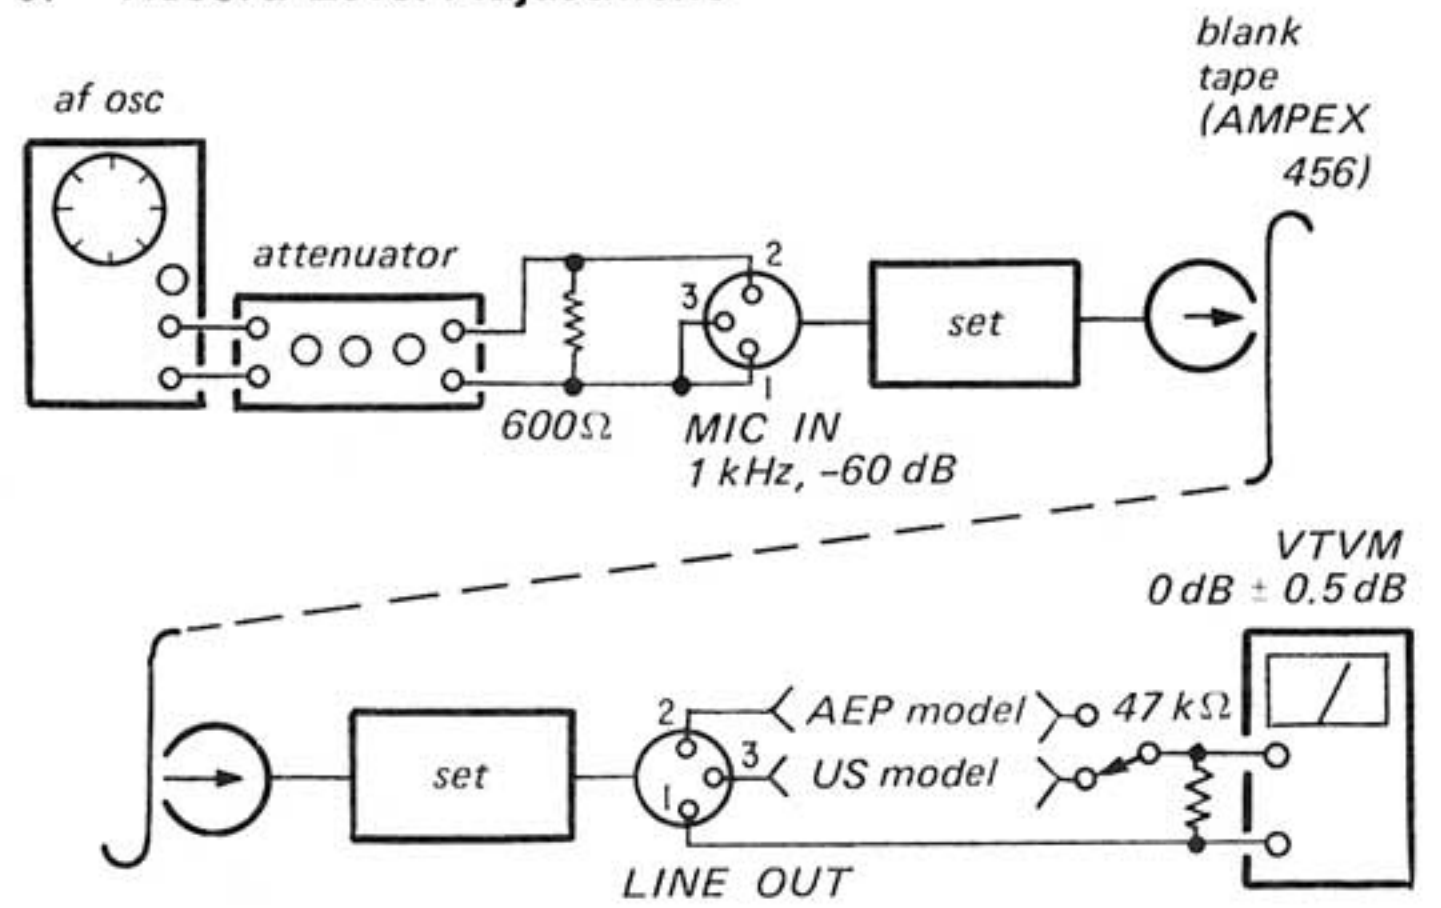 af osc
blank
tape
(AMPEX
456)
attenuator
2
3
1
set
600Ω
MIC IN
1 kHz, -60 dB
VTVM
0 dB ± 0.5 dB
2
AEP model
47 kΩ
3
US model
1
set
LINE OUT